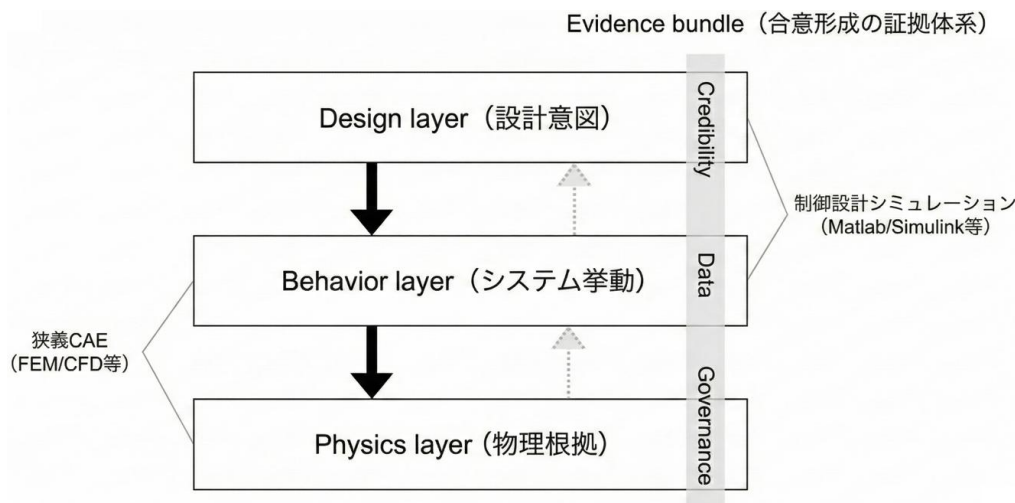 Evidence bundle（合意形成の証拠体系）
Design layer（設計意図）
Credibility
制御設計シミュレーション
（Matlab/Simulink等）
Behavior layer（システム挙動）
Data
狭義CAE
（FEM/CFD等）
Physics layer（物理根拠）
Governance